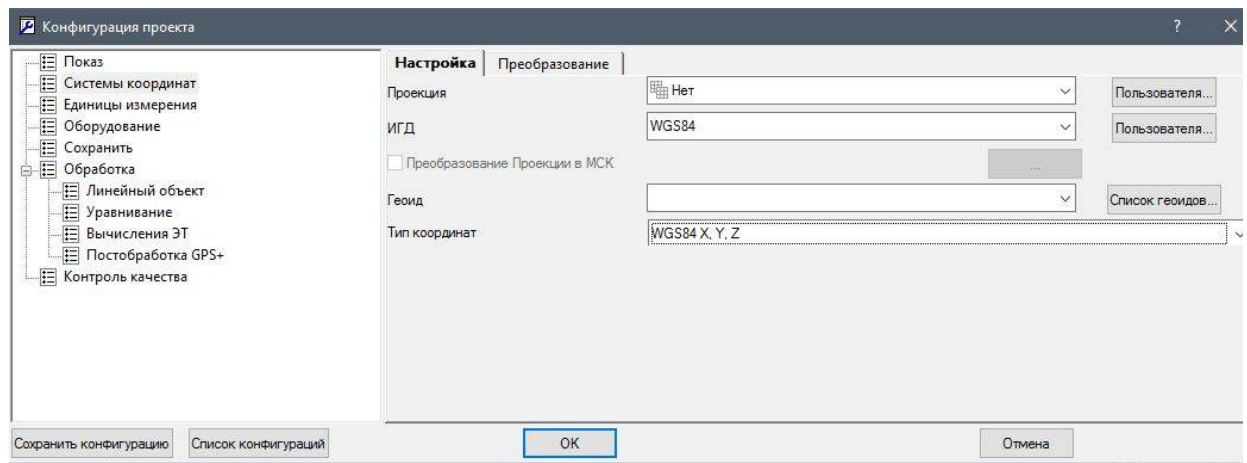 Конфигурация проекта
?
Показ
Системы координат
Единицы измерения
Оборудование
Сохранить
Обработка
Линейный объект
Уравнивание
Вычисления ЭТ
Постобработка GPS+
Контроль качества
Настройка
Преобразование
Проекция
Нет
Пользователя...
ИГД
WGS84
Пользователя...
Преобразование Проекции в МСК
...
Геоид
Список геоидов...
Тип координат
WGS84 X, Y, Z
Сохранить конфигурацию
Список конфигураций
OK
Отмена